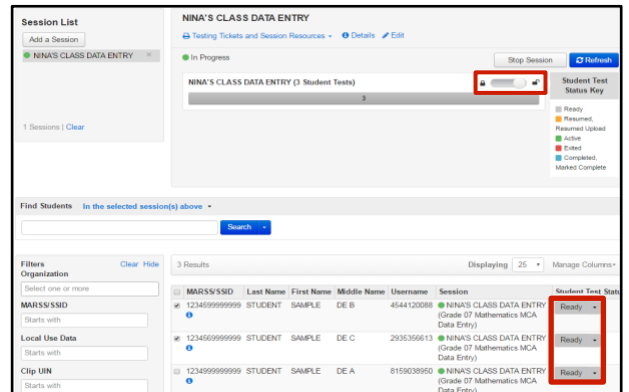 Session List
Add a Session
NINA'S CLASS DATA ENTRY ×
1 Sessions | Clear
NINA'S CLASS DATA ENTRY
Testing Tickets and Session Resources
Details
Edit
In Progress
Stop Session
Refresh
NINA'S CLASS DATA ENTRY (3 Student Tests)
3
Student Test
Status Key
Ready
Resumed,
Resumed Upload
Active
Exited
Completed,
Marked Complete
Find Students In the selected session(s) above
Search
Filters Clear Hide
Organization
Select one or more
MARSS/SSID
Starts with
Local Use Data
Starts with
Clip UIN
Starts with
3 Results Displaying 25 Manage Columns
MARSS/SSID Last Name First Name Middle Name Username Session Student Test Statu
STUDENT SAMPLE DE B 4544120088 NINA'S CLASS DATA ENTRY Ready
(Grade 07 Mathematics MCA
Data Entry)
STUDENT SAMPLE DE C 2935356613 NINA'S CLASS DATA ENTRY Ready
(Grade 07 Mathematics MCA
Data Entry)
STUDENT SAMPLE DE A 8159038950 NINA'S CLASS DATA ENTRY Ready
(Grade 07 Mathematics MCA
Data Entry)